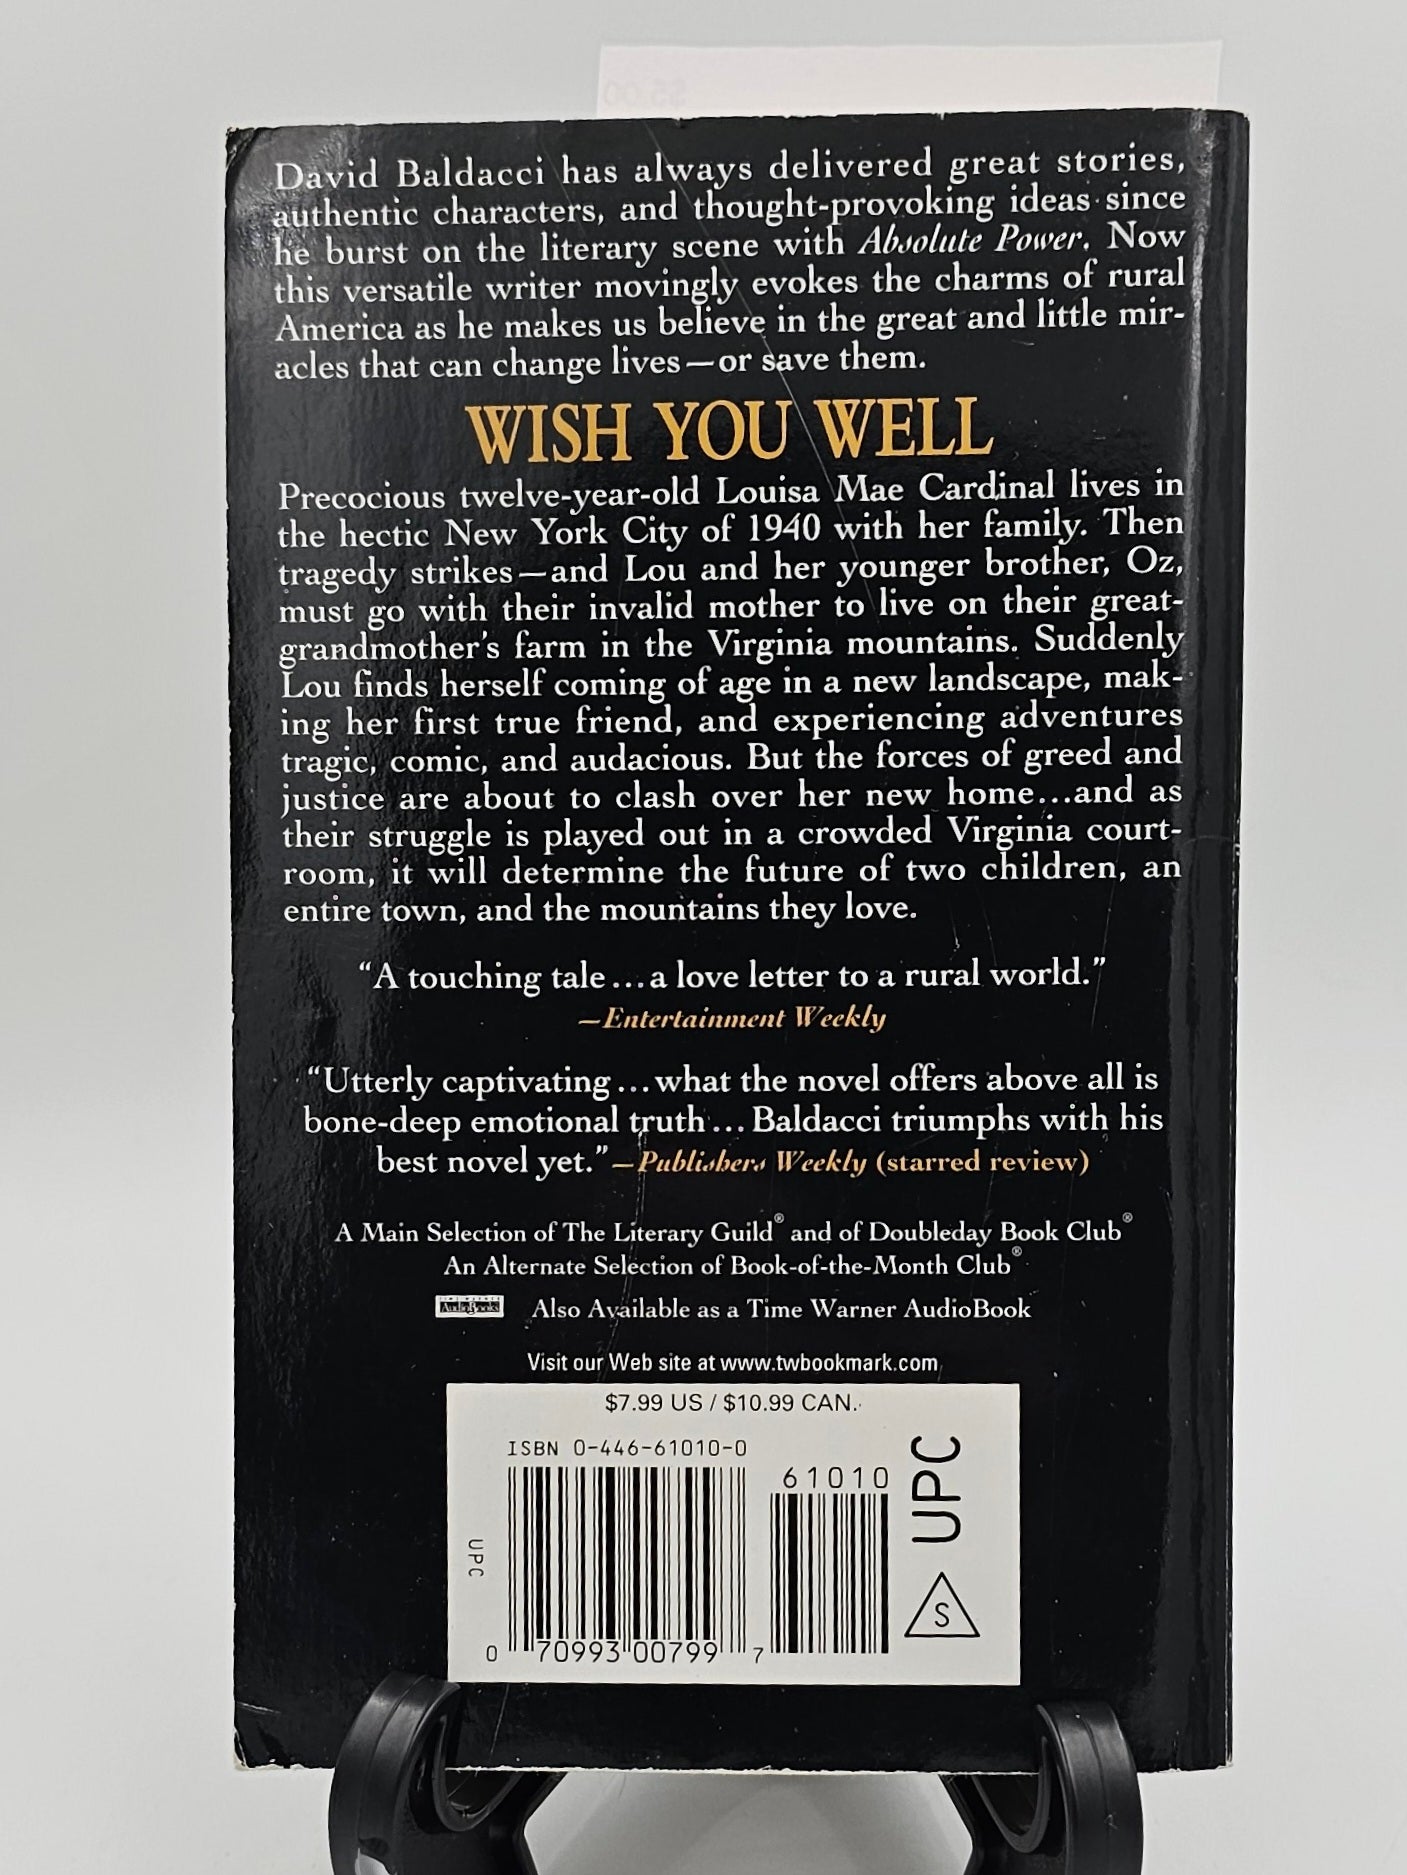 $5.00
David Baldacci has always delivered great stories,
authentic characters, and thought-provoking ideas since
he burst on the literary scene with Absolute Power. Now
this versatile writer movingly evokes the charms of rural
America as he makes us believe in the great and little mir-
acles that can change lives—or save them.
WISH YOU WELL
Precocious twelve-year-old Louisa Mae Cardinal lives in
the hectic New York City of 1940 with her family. Then
tragedy strikes—and Lou and her younger brother, Oz,
must go with their invalid mother to live on their great-
grandmother's farm in the Virginia mountains. Suddenly
Lou finds herself coming of age in a new landscape, mak-
ing her first true friend, and experiencing adventures
tragic, comic, and audacious. But the forces of greed and
justice are about to clash over her new home...and as
their struggle is played out in a crowded Virginia court-
room, it will determine the future of two children, an
entire town, and the mountains they love.
“A touching tale...a love letter to a rural world.”
—Entertainment Weekly
“Utterly captivating...what the novel offers above all is
bone-deep emotional truth...Baldacci triumphs with his
best novel yet.”—Publishers Weekly (starred review)
A Main Selection of The Literary Guild® and of Doubleday Book Club®
An Alternate Selection of Book-of-the-Month Club®
AudioBooks Also Available as a Time Warner AudioBook
Visit our Web site at www.twbookmark.com
$7.99 US / $10.99 CAN.
ISBN 0-446-61010-0
61010
UPC
UPC
S
0 70993 00799 7